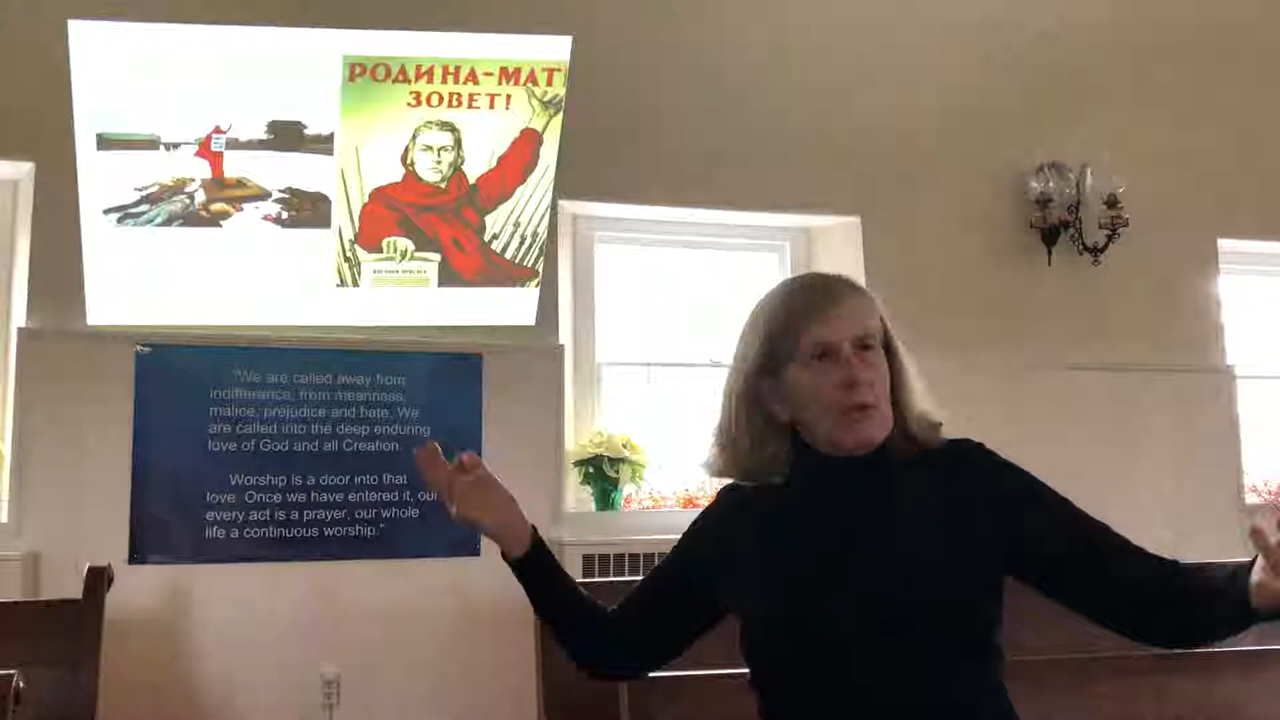 РОДИНА-МАТ
ЗОВЕТ!
"We are called away from
indifference, from meanness,
malice, prejudice and hate. We
are called into the deep enduring
love of God and all Creation.
Worship is a door into that
love. Once we have entered it, our
every act is a prayer, our whole
life a continuous worship."